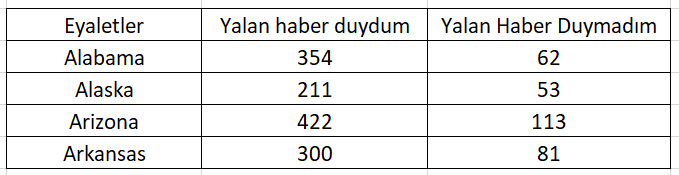 Eyaletler Yalan haber duydum Yalan Haber Duymadım
Alabama 354 62
Alaska 211 53
Arizona 422 113
Arkansas 300 81